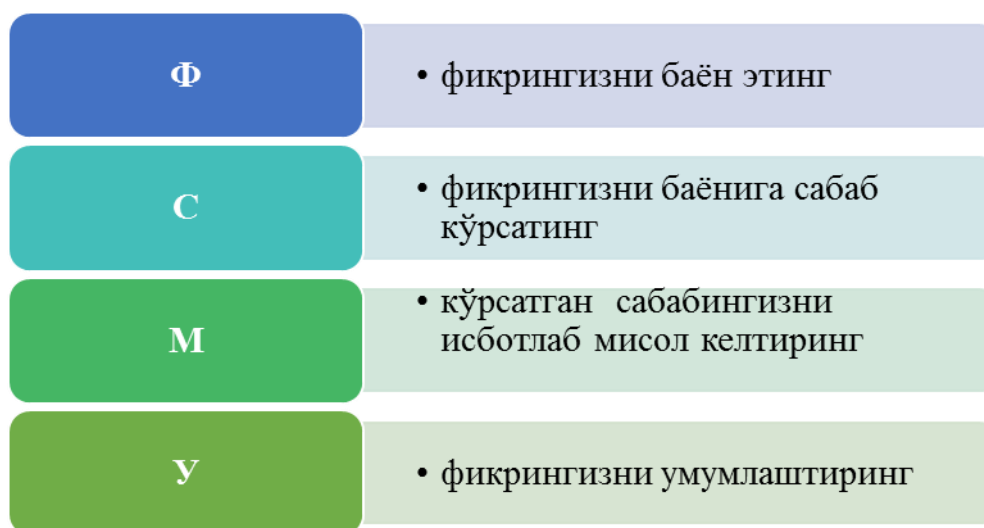 Ф
• фикрингизни баён этинг
С
• фикрингизни баёнига сабаб
кўрсатинг
М
• кўрсатган сабабингизни
исботлаб мисол келтиринг
У
• фикрингизни умумлаштиринг